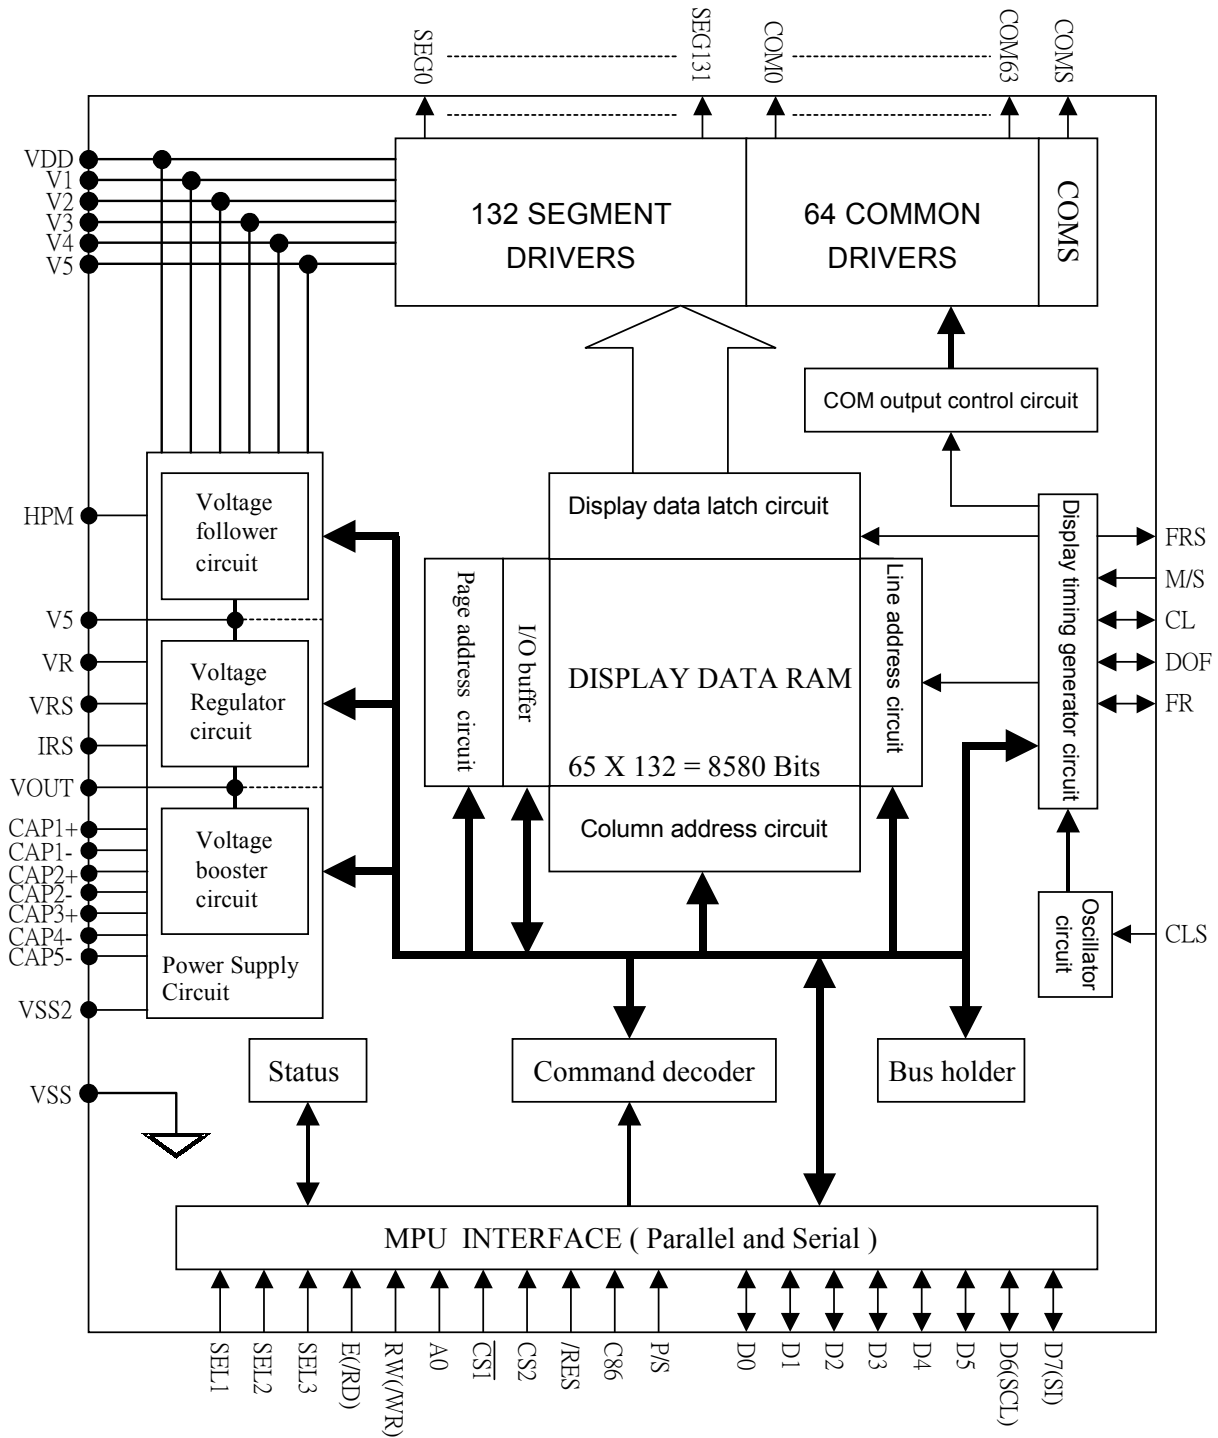 SEG0
SEG131
COM0
COM63
COMS
VDD
V1
V2
V3
V4
V5
132 SEGMENT
DRIVERS
64 COMMON
DRIVERS
COMS
COM output control circuit
HPM
V5
VR
VRS
IRS
VOUT
CAP1+
CAP1-
CAP2+
CAP2-
CAP3+
CAP4-
CAP5-
VSS2
VSS
Voltage
follower
circuit
Voltage
Regulator
circuit
Voltage
booster
circuit
Power Supply
Circuit
Display data latch circuit
Page address circuit
I/O buffer
DISPLAY DATA RAM
65 X 132 = 8580 Bits
Line address circuit
Column address circuit
Display timing generator circuit
FRS
M/S
CL
DOF
FR
Oscillator
circuit
CLS
Status
Command decoder
Bus holder
MPU INTERFACE ( Parallel and Serial )
SEL1
SEL2
SEL3
E(/RD)
RW(/WR)
A0
CS1
CS2
/RES
C86
P/S
D0
D1
D2
D3
D4
D5
D6(SCL)
D7(SI)